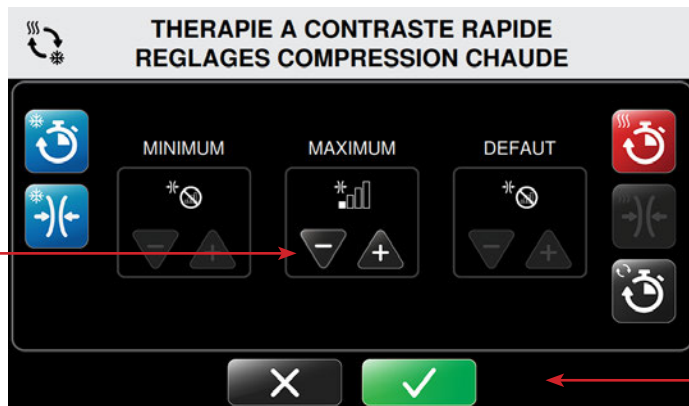 THERAPIE A CONTRASTE RAPIDE
REGLAGES COMPRESSION CHAUDE
MINIMUM MAXIMUM DEFAUT